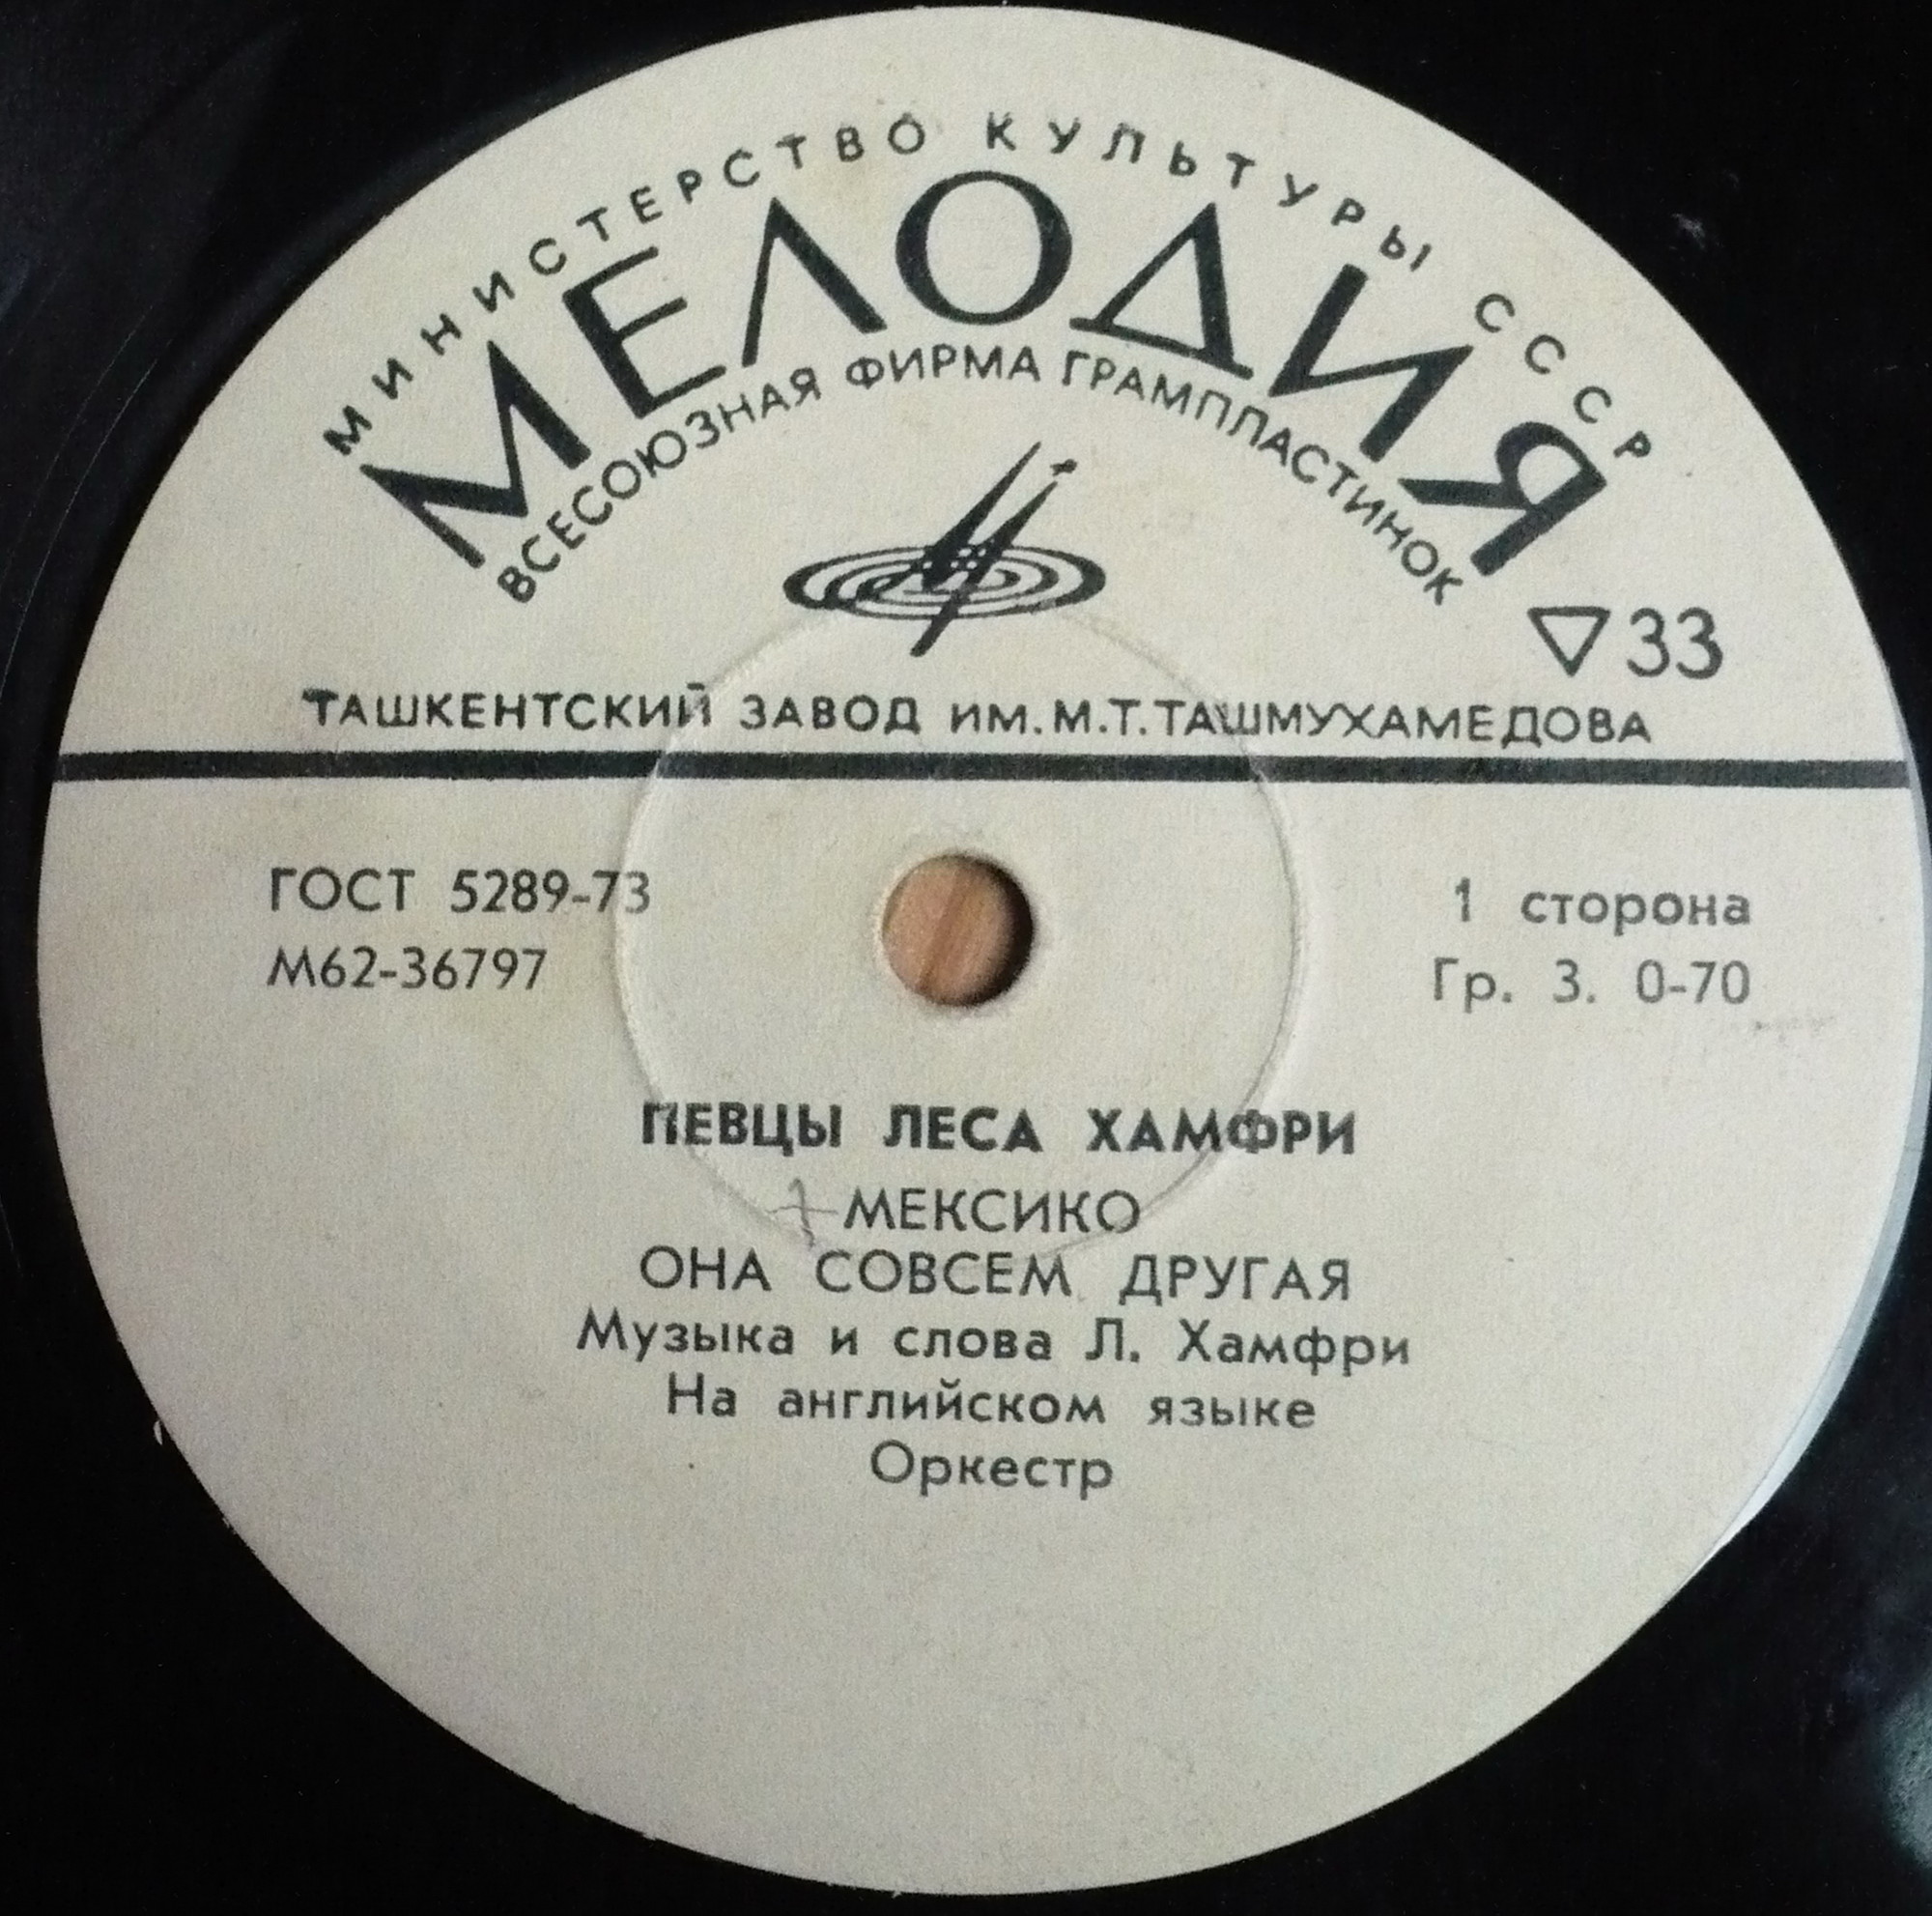 МИНИСТЕРСТВО КУЛЬТУРЫ СССР
МЕЛОДИЯ
ВСЕСОЮЗНАЯ ФИРМА ГРАМПЛАСТИНОК
33
ТАШКЕНТСКИЙ ЗАВОД ИМ. М.Т. ТАШМУХАМЕДОВА
ГОСТ 5289-73
М62-36797
1 сторона
Гр. 3. 0-70
ПЕВЦЫ ЛЕСА ХАМФРИ
МЕКСИКО
ОНА СОВСЕМ ДРУГАЯ
Музыка и слова Л. Хамфри
На английском языке
Оркестр